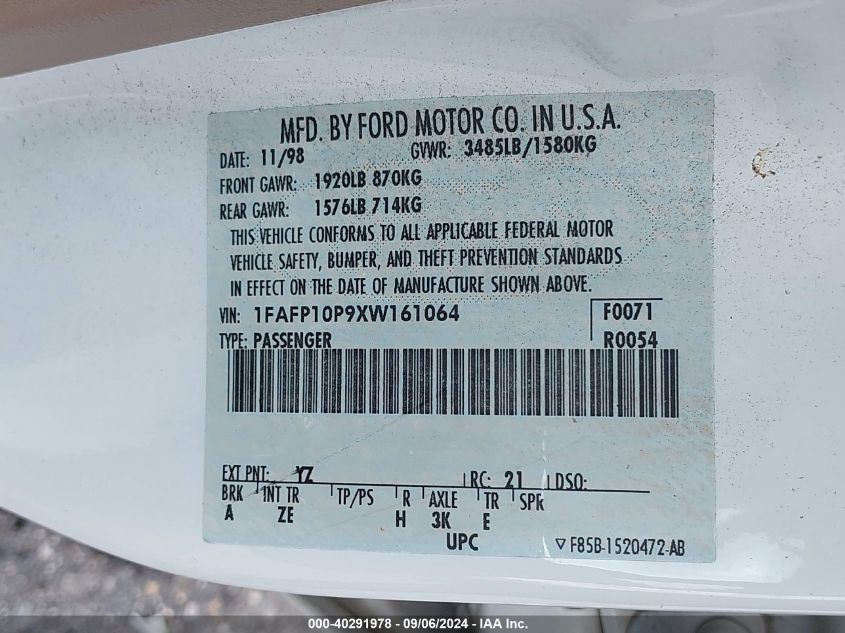 MFD. BY FORD MOTOR CO. IN U.S.A.
DATE: 11/98 GVWR: 3485LB/1580KG
FRONT GAWR: 1920LB 870KG
REAR GAWR: 1576LB 714KG
THIS VEHICLE CONFORMS TO ALL APPLICABLE FEDERAL MOTOR
VEHICLE SAFETY, BUMPER, AND THEFT PREVENTION STANDARDS
IN EFFECT ON THE DATE OF MANUFACTURE SHOWN ABOVE.
VIN: 1FAFP10P9XW161064 F0071
TYPE: PASSENGER R0054
EXT PNT: YZ RC: 21 DSO:
BRK INT TR TP/PS R AXLE TR SPR
A ZE H 3K E
UPC ▽ F85B-1520472-AB
000-40291978 - 09/06/2024 - IAA Inc.